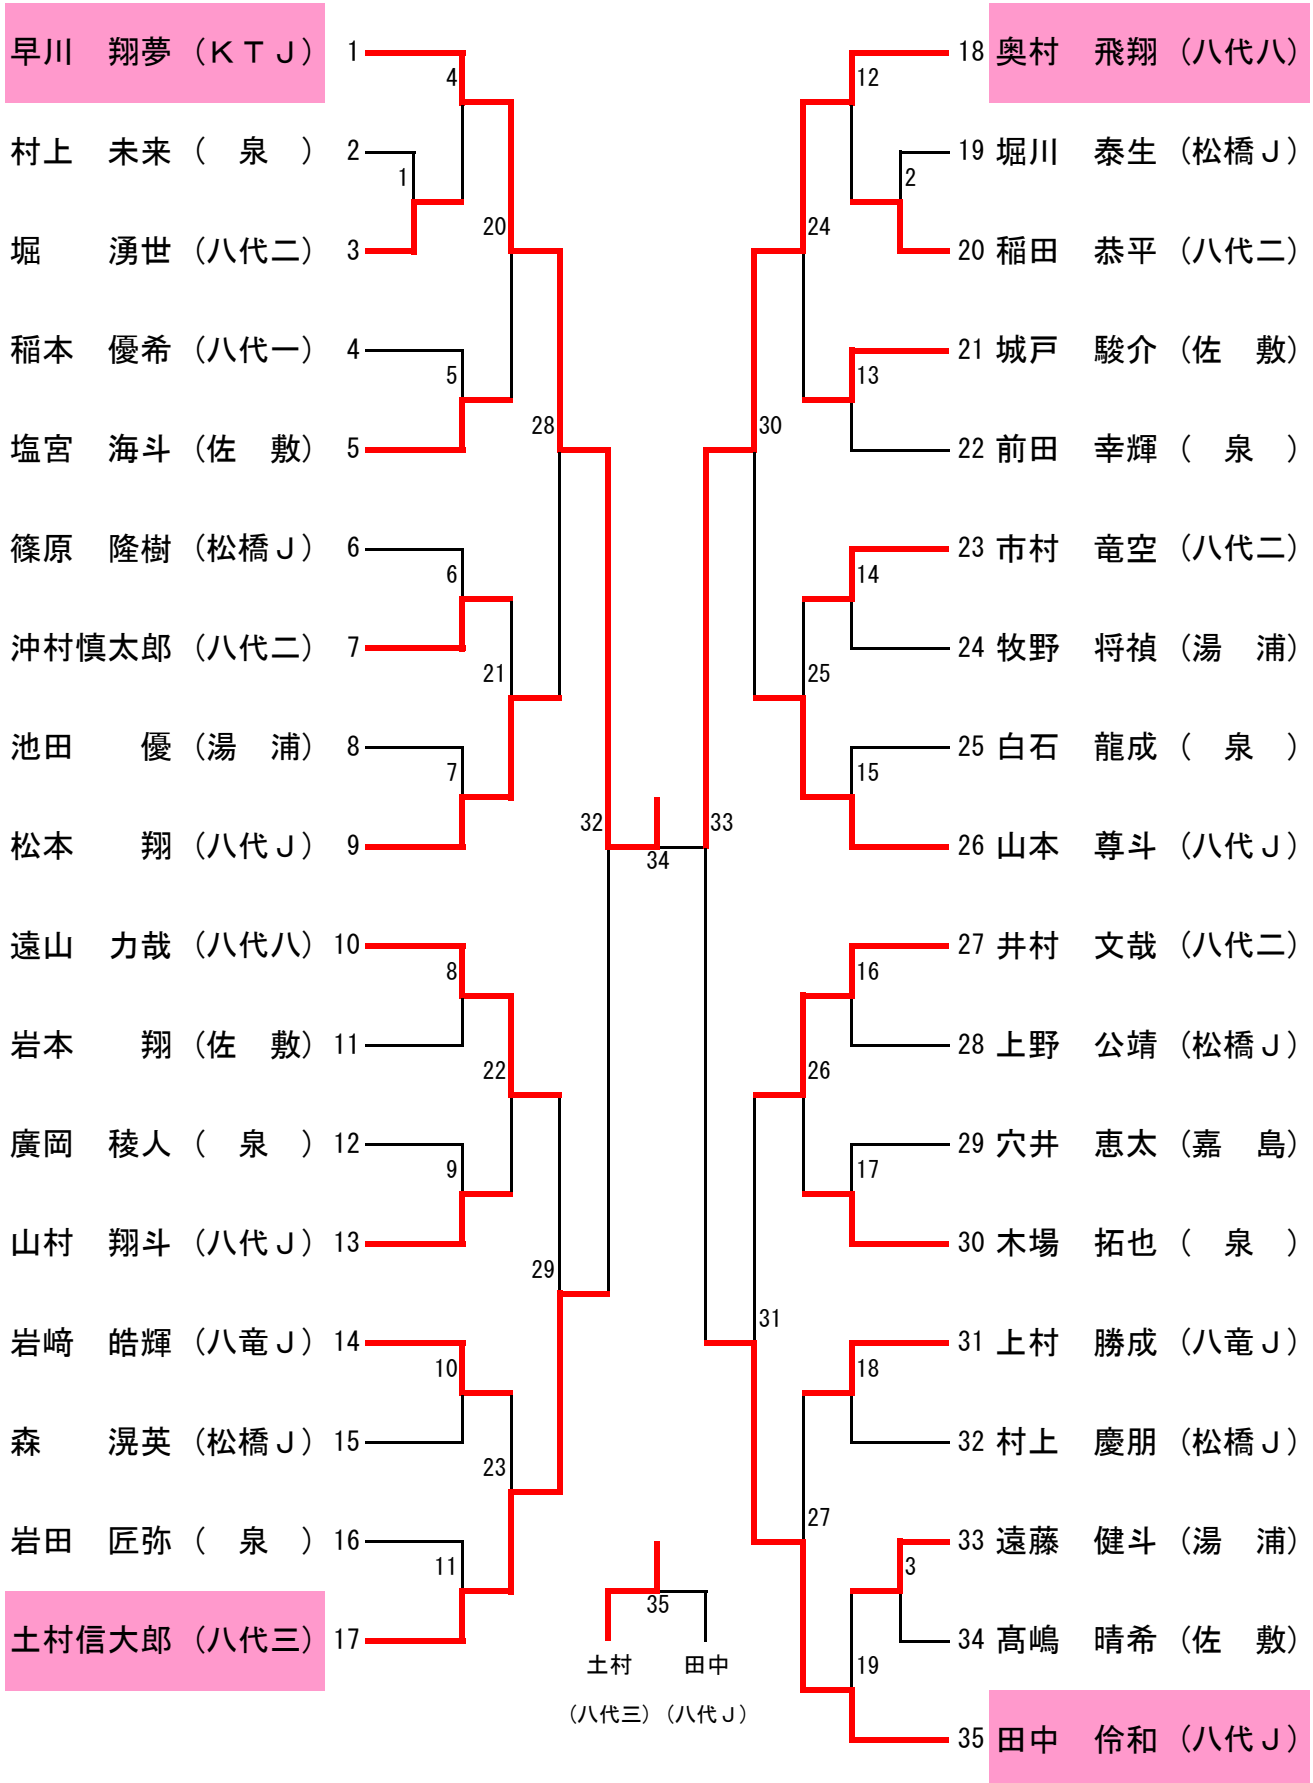 早川　翔夢（ＫＴＪ） 1
村上　未来（　泉　） 2
堀　　湧世（八代二） 3
稲本　優希（八代一） 4
塩宮　海斗（佐　敷） 5
篠原　隆樹（松橋Ｊ） 6
沖村慎太郎（八代二） 7
池田　　優（湯　浦） 8
松本　　翔（八代Ｊ） 9
遠山　力哉（八代八） 10
岩本　　翔（佐　敷） 11
廣岡　稜人（　泉　） 12
山村　翔斗（八代Ｊ） 13
岩﨑　皓輝（八竜Ｊ） 14
森　　滉英（松橋Ｊ） 15
岩田　匠弥（　泉　） 16
土村信大郎（八代三） 17
4
1
20
5
28
6
21
7
32
8
22
9
29
10
23
11
34
35
土村　田中
（八代三）（八代Ｊ）
12
2
24
13
30
14
25
15
33
16
26
17
31
18
27
3
19
18 奥村　飛翔（八代八）
19 堀川　泰生（松橋Ｊ）
20 稲田　恭平（八代二）
21 城戸　駿介（佐　敷）
22 前田　幸輝（　泉　）
23 市村　竜空（八代二）
24 牧野　将禎（湯　浦）
25 白石　龍成（　泉　）
26 山本　尊斗（八代Ｊ）
27 井村　文哉（八代二）
28 上野　公靖（松橋Ｊ）
29 穴井　恵太（嘉　島）
30 木場　拓也（　泉　）
31 上村　勝成（八竜Ｊ）
32 村上　慶朋（松橋Ｊ）
33 遠藤　健斗（湯　浦）
34 髙嶋　晴希（佐　敷）
35 田中　伶和（八代Ｊ）